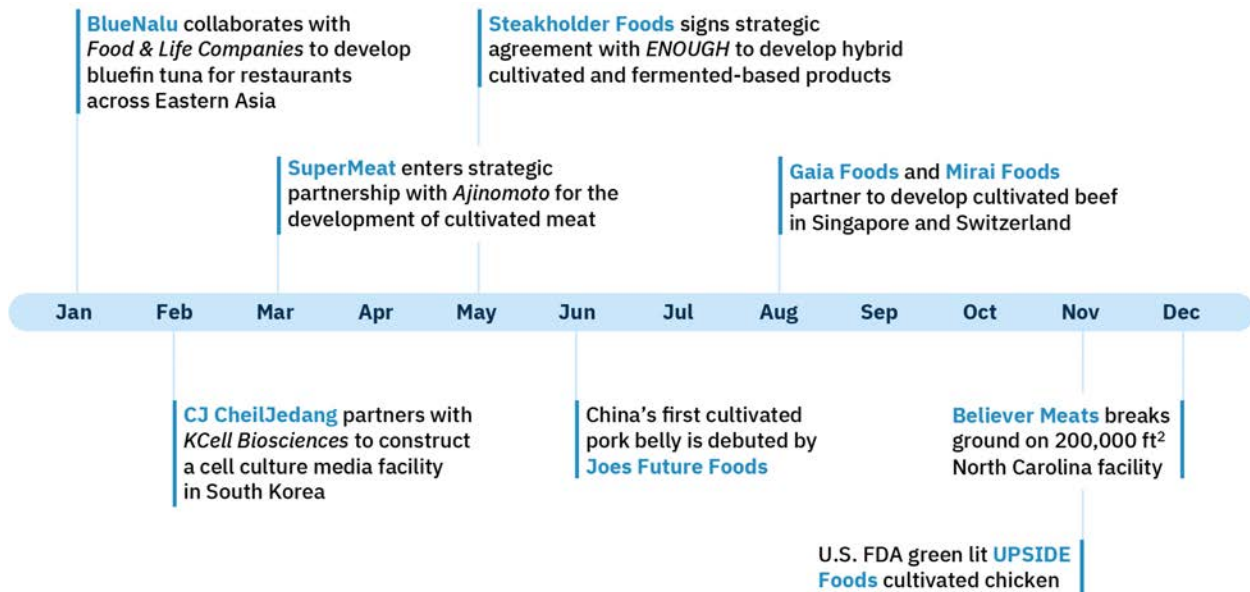 BlueNalu collaborates with
Food & Life Companies to develop
bluefin tuna for restaurants
across Eastern Asia
Steakholder Foods signs strategic
agreement with ENOUGH to develop hybrid
cultivated and fermented-based products
SuperMeat enters strategic
partnership with Ajinomoto for the
development of cultivated meat
Gaia Foods and Mirai Foods
partner to develop cultivated beef
in Singapore and Switzerland
Jan Feb Mar Apr May Jun Jul Aug Sep Oct Nov Dec
CJ CheilJedang partners with
KCell Biosciences to construct
a cell culture media facility
in South Korea
China’s first cultivated
pork belly is debuted by
Joes Future Foods
Believer Meats breaks
ground on 200,000 ft²
North Carolina facility
U.S. FDA green lit UPSIDE
Foods cultivated chicken